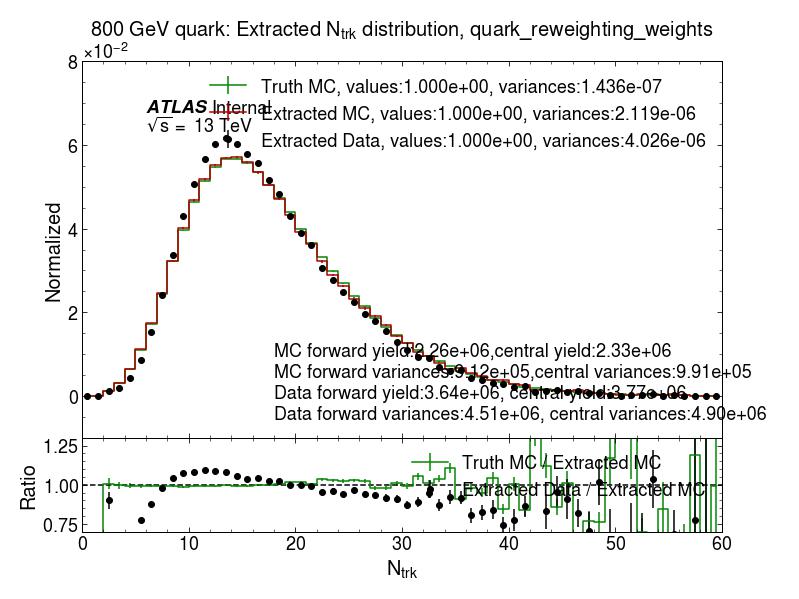 800 GeV quark: Extracted Ntrk distribution, quark_reweighting_weights
×10−2
8
6
4
2
0
Normalized
ATLAS Internal
√s = 13 TeV
Truth MC, values:1.000e+00, variances:1.436e-07
Extracted MC, values:1.000e+00, variances:2.119e-06
Extracted Data, values:1.000e+00, variances:4.026e-06
MC forward yield:2.26e+06,central yield:2.33e+06
MC forward variances:9.12e+05,central variances:9.91e+05
Data forward yield:3.64e+06, central yield:3.77e+06
Data forward variances:4.51e+06, central variances:4.90e+06
1.25
1.00
0.75
Ratio
Truth MC / Extracted MC
Extracted Data / Extracted MC
0 10 20 30 40 50 60
Ntrk